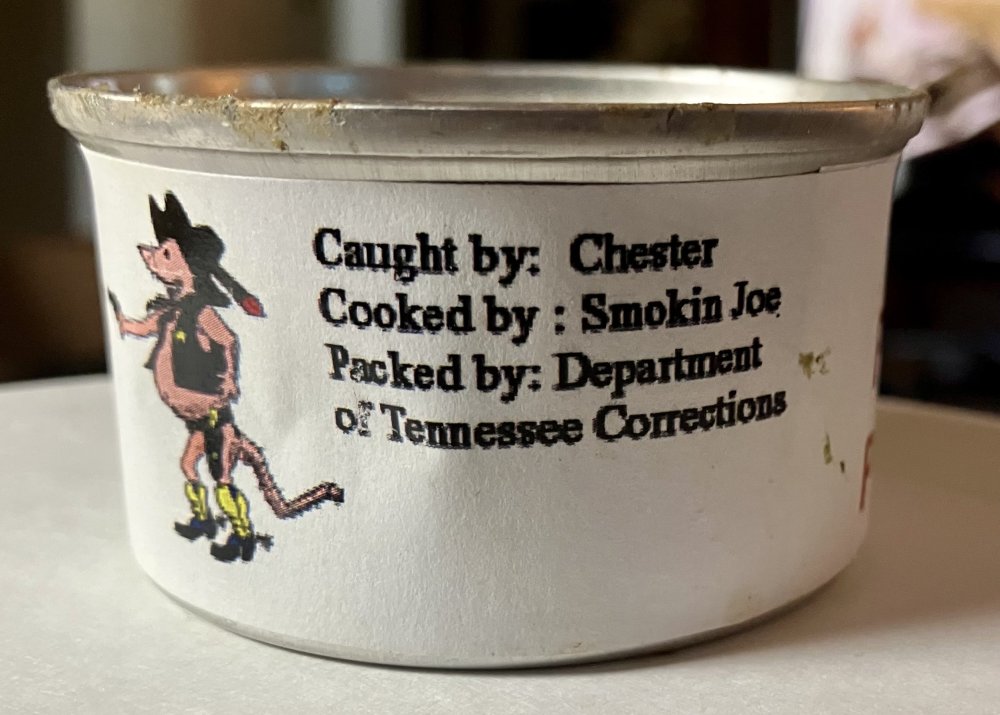 Caught by: Chester
Cooked by : Smokin Joe
Packed by: Department
of Tennessee Corrections